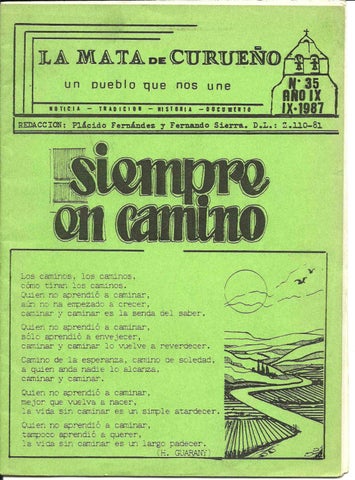 LA MATA DE CURUEÑO
un pueblo que nos une
NOTICIA — TRADICION — HISTORIA — DOCUMENTO
Nº 35
AÑO IX
IX-1987
REDACCION: Plácido Fernández y Fernando Sierra. D.L.: Z.110-81
siempre
en camino
Los caminos, los caminos,
cómo tiran los caminos.
Quien no aprendió a caminar,
aún no ha empezado a crecer,
caminar y caminar es la senda del saber.
Quien no aprendió a caminar,
sólo aprendió a envejecer,
caminar y caminar lo vuelve a reverdecer.
Camino de la esperanza, camino de soledad,
a quien anda nadie lo alcanza,
caminar y caminar.
Quien no aprendió a caminar,
mejor que vuelva a nacer,
la vida sin caminar es un simple atardecer.
Quien no aprendió a caminar,
tampoco aprendió a querer,
la vida sin caminar es un largo padecer.
(H. GUARANY)